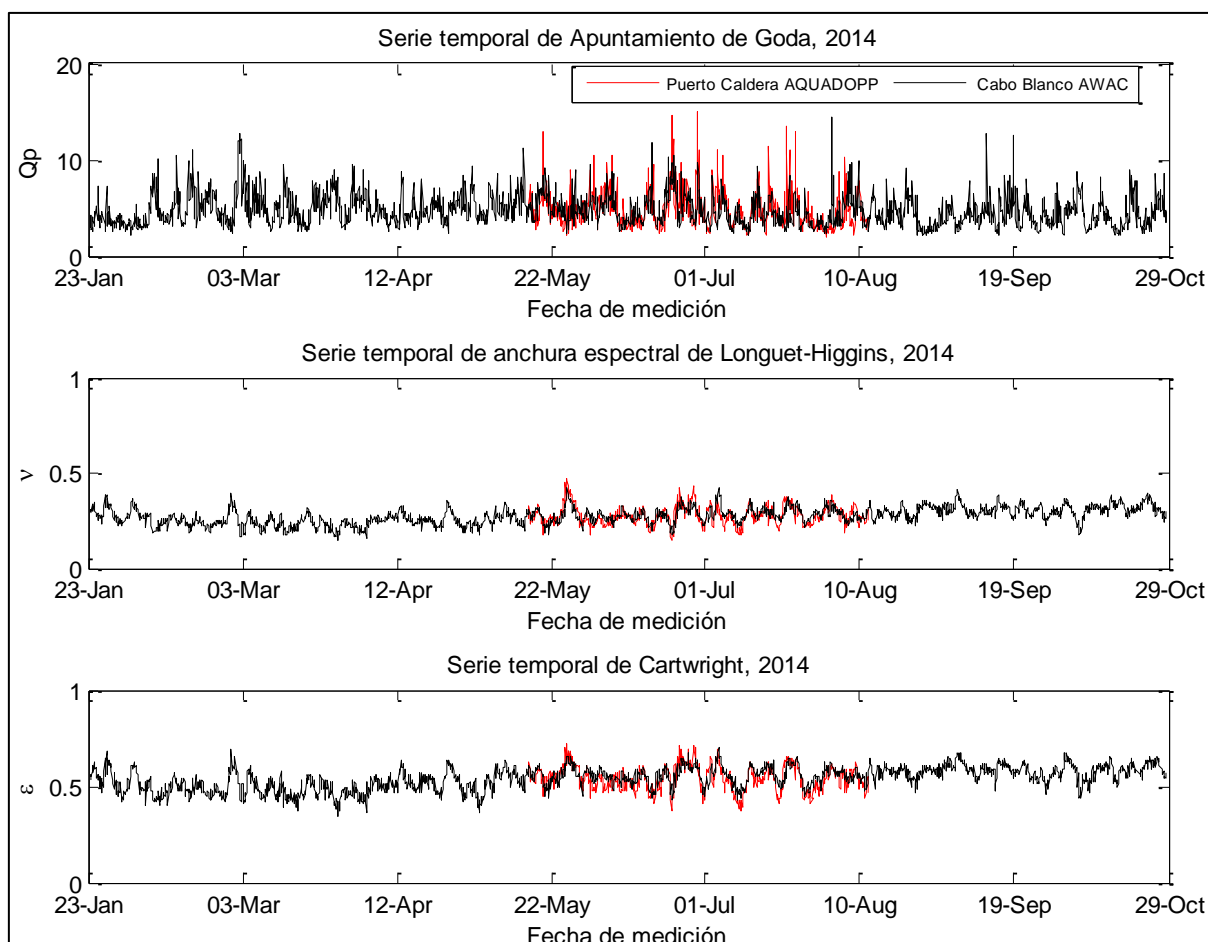 Serie temporal de Apuntamiento de Goda, 2014
Puerto Caldera AQUADOPP Cabo Blanco AWAC
20
10
0
Qp
23-Jan 03-Mar 12-Apr 22-May 01-Jul 10-Aug 19-Sep 29-Oct
Fecha de medición
Serie temporal de anchura espectral de Longuet-Higgins, 2014
1
0.5
0
ν
23-Jan 03-Mar 12-Apr 22-May 01-Jul 10-Aug 19-Sep 29-Oct
Fecha de medición
Serie temporal de Cartwright, 2014
1
0.5
0
ε
23-Jan 03-Mar 12-Apr 22-May 01-Jul 10-Aug 19-Sep 29-Oct
Fecha de medición